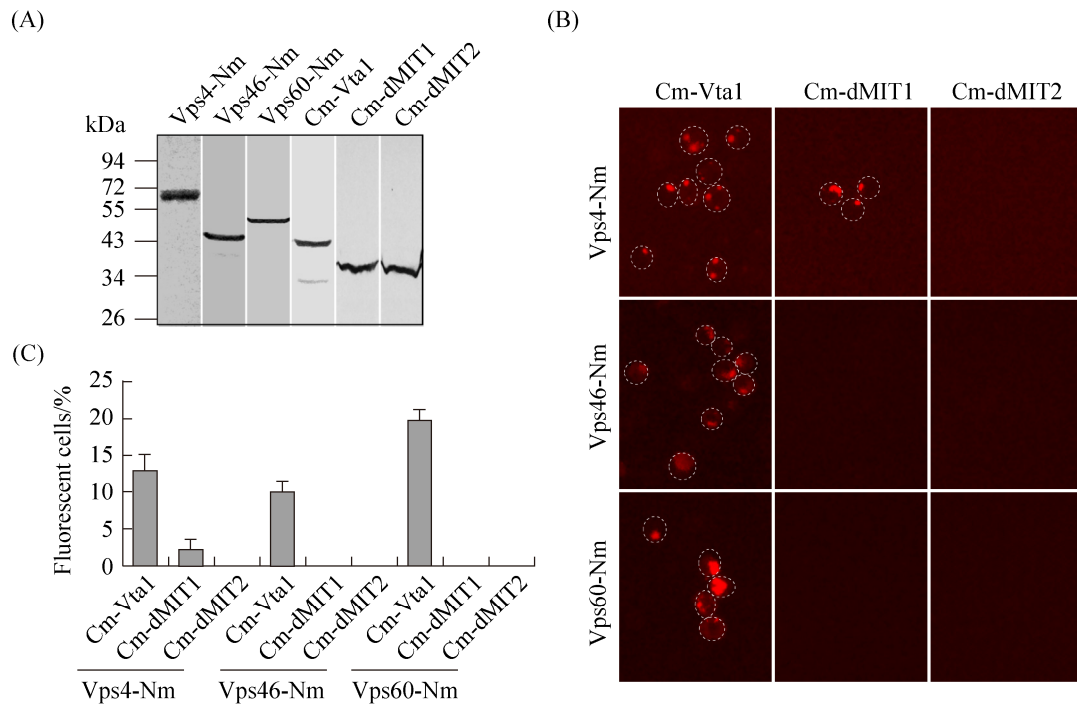 (A)
Vps4-Nm Vps46-Nm Vps60-Nm Cm-Vta1 Cm-dMIT1 Cm-dMIT2
kDa
94
72
55
43
34
26
(B)
Cm-Vta1 Cm-dMIT1 Cm-dMIT2
Vps4-Nm
Vps46-Nm
Vps60-Nm
(C)
Fluorescent cells/%
25
20
15
10
5
0
Cm-Vta1 Cm-dMIT1 Cm-dMIT2 Cm-Vta1 Cm-dMIT1 Cm-dMIT2 Cm-Vta1 Cm-dMIT1 Cm-dMIT2
Vps4-Nm Vps46-Nm Vps60-Nm